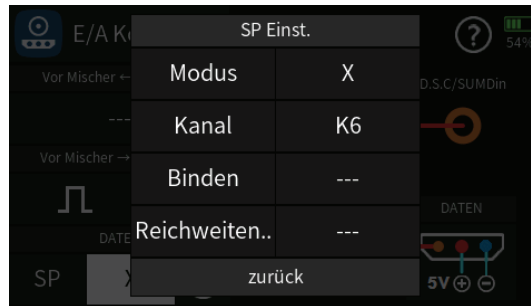 E/A K
SP Einst.
54%
Vor Mischer ←
Modus
X
D.S.C/SUMDin
---
Kanal
K6
Vor Mischer →
Binden
---
DATEN
DATE
Reichweiten..
---
SP
zurück
5V